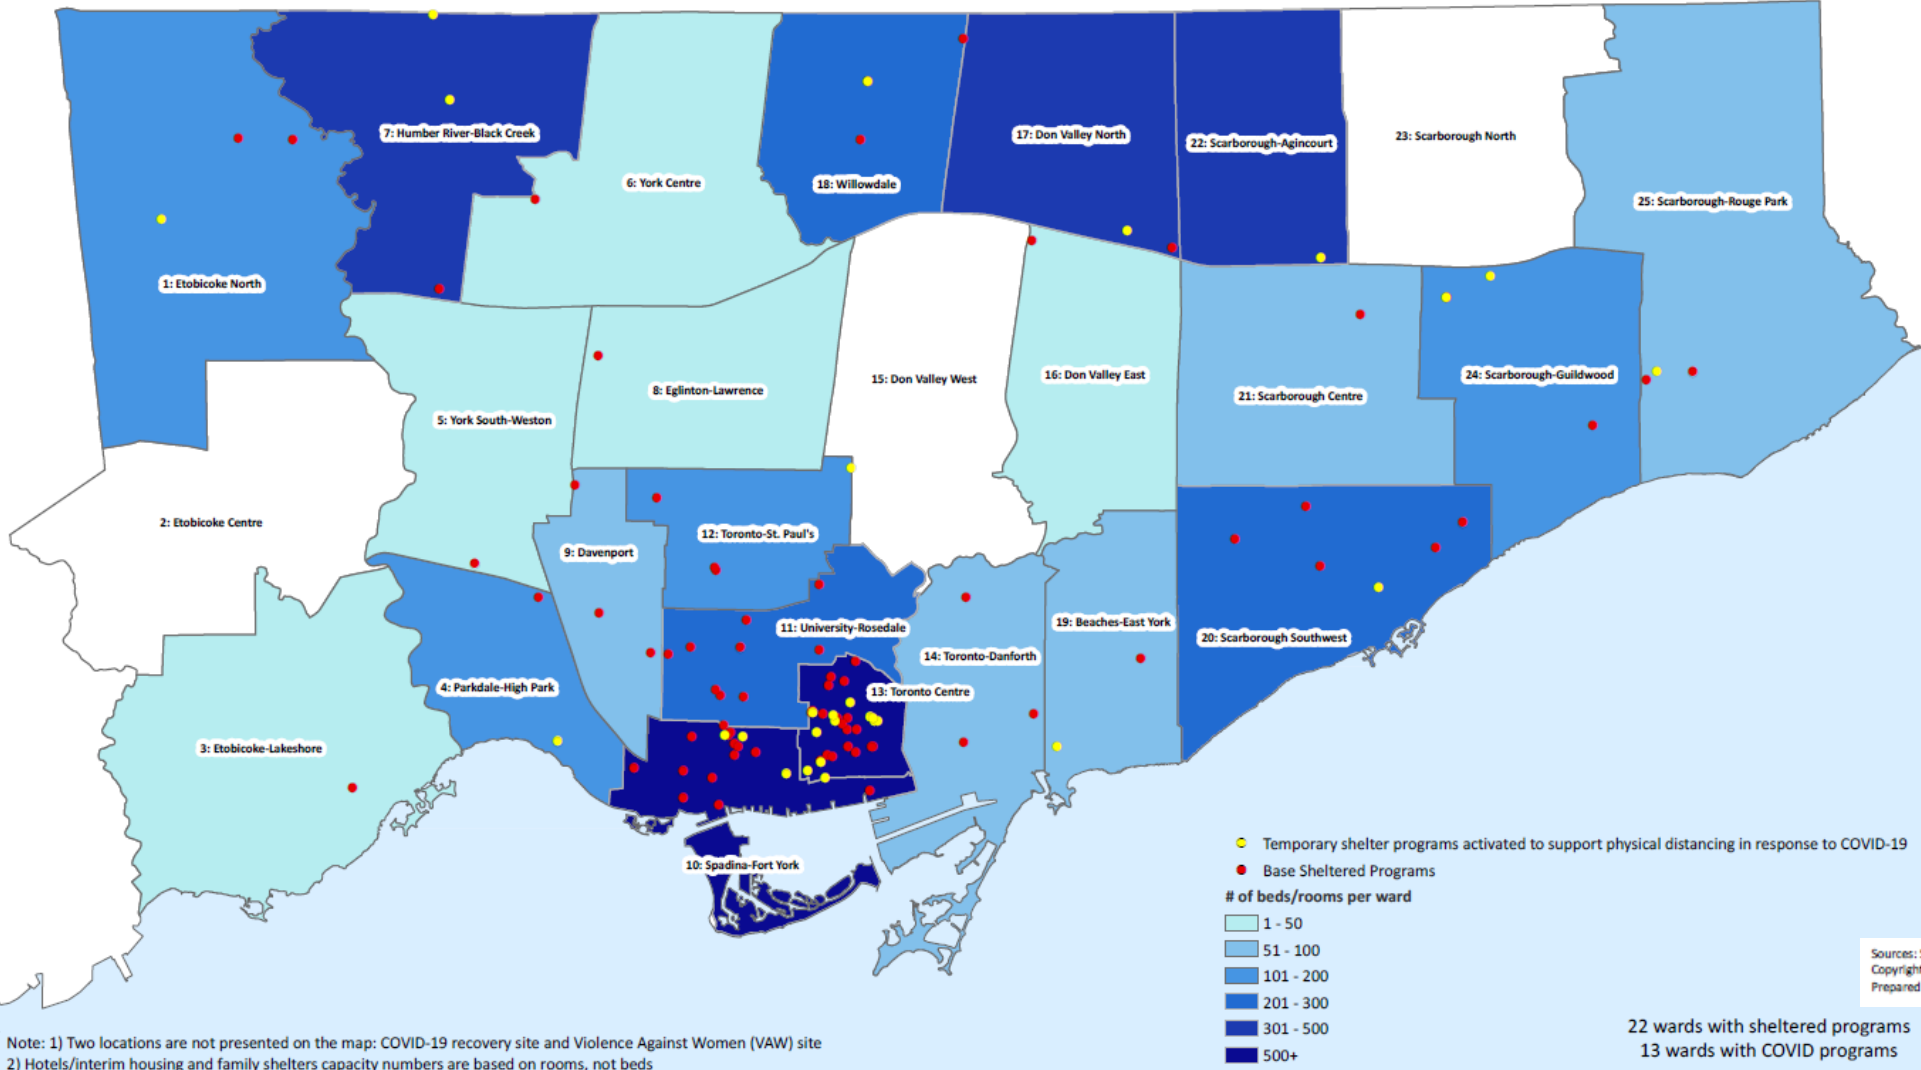 7: Humber River-Black Creek
17: Don Valley North
22: Scarborough-Agincourt
23: Scarborough North
6: York Centre
18: Willowdale
25: Scarborough-Rouge Park
1: Etobicoke North
15: Don Valley West
16: Don Valley East
24: Scarborough-Guildwood
8: Eglinton-Lawrence
21: Scarborough Centre
5: York South-Weston
2: Etobicoke Centre
12: Toronto-St. Paul's
9: Davenport
19: Beaches-East York
11: University-Rosedale
20: Scarborough Southwest
14: Toronto-Danforth
4: Parkdale-High Park
13: Toronto Centre
3: Etobicoke-Lakeshore
10: Spadina-Fort York
Temporary shelter programs activated to support physical distancing in response to COVID-19
Base Sheltered Programs
# of beds/rooms per ward
1 - 50
51 - 100
101 - 200
201 - 300
301 - 500
500+
Sources:
Copyright
Prepared
22 wards with sheltered programs
13 wards with COVID programs
Note: 1) Two locations are not presented on the map: COVID-19 recovery site and Violence Against Women (VAW) site
2) Hotels/interim housing and family shelters capacity numbers are based on rooms, not beds